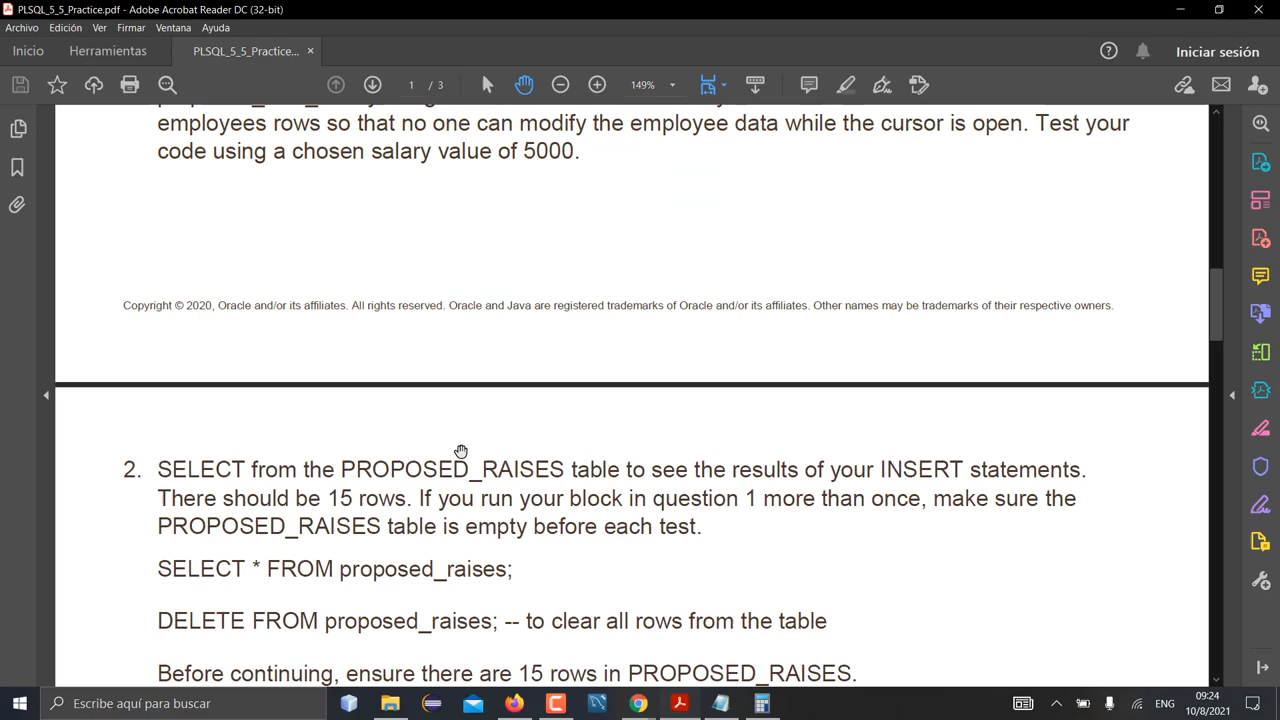 PLSQL_5_5_Practice.pdf - Adobe Acrobat Reader DC (32-bit)
Archivo Edición Ver Firmar Ventana Ayuda
Inicio Herramientas PLSQL_5_5_Practice... × Iniciar sesión
1 / 3 149%
employees rows so that no one can modify the employee data while the cursor is open. Test your
code using a chosen salary value of 5000.
Copyright © 2020, Oracle and/or its affiliates. All rights reserved. Oracle and Java are registered trademarks of Oracle and/or its affiliates. Other names may be trademarks of their respective owners.
2. SELECT from the PROPOSED_RAISES table to see the results of your INSERT statements.
There should be 15 rows. If you run your block in question 1 more than once, make sure the
PROPOSED_RAISES table is empty before each test.
SELECT * FROM proposed_raises;
DELETE FROM proposed_raises; -- to clear all rows from the table
Before continuing, ensure there are 15 rows in PROPOSED_RAISES.
Escribe aquí para buscar
ENG
09:24
10/8/2021